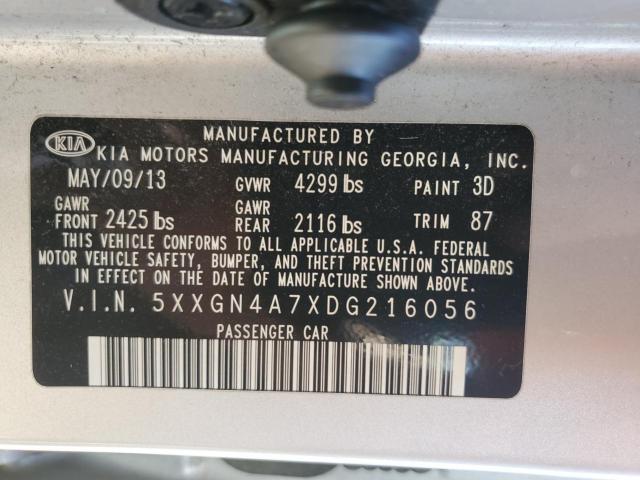 MANUFACTURED BY
KIA KIA MOTORS MANUFACTURING GEORGIA, INC.
MAY/09/13 GVWR 4299 lbs PAINT 3D
GAWR FRONT 2425 lbs GAWR REAR 2116 lbs TRIM 87
THIS VEHICLE CONFORMS TO ALL APPLICABLE U.S.A. FEDERAL
MOTOR VEHICLE SAFETY, BUMPER, AND THEFT PREVENTION STANDARDS
IN EFFECT ON THE DATE OF MANUFACTURE SHOWN ABOVE.
V.I.N. 5XXGN4A7XDG216056
PASSENGER CAR